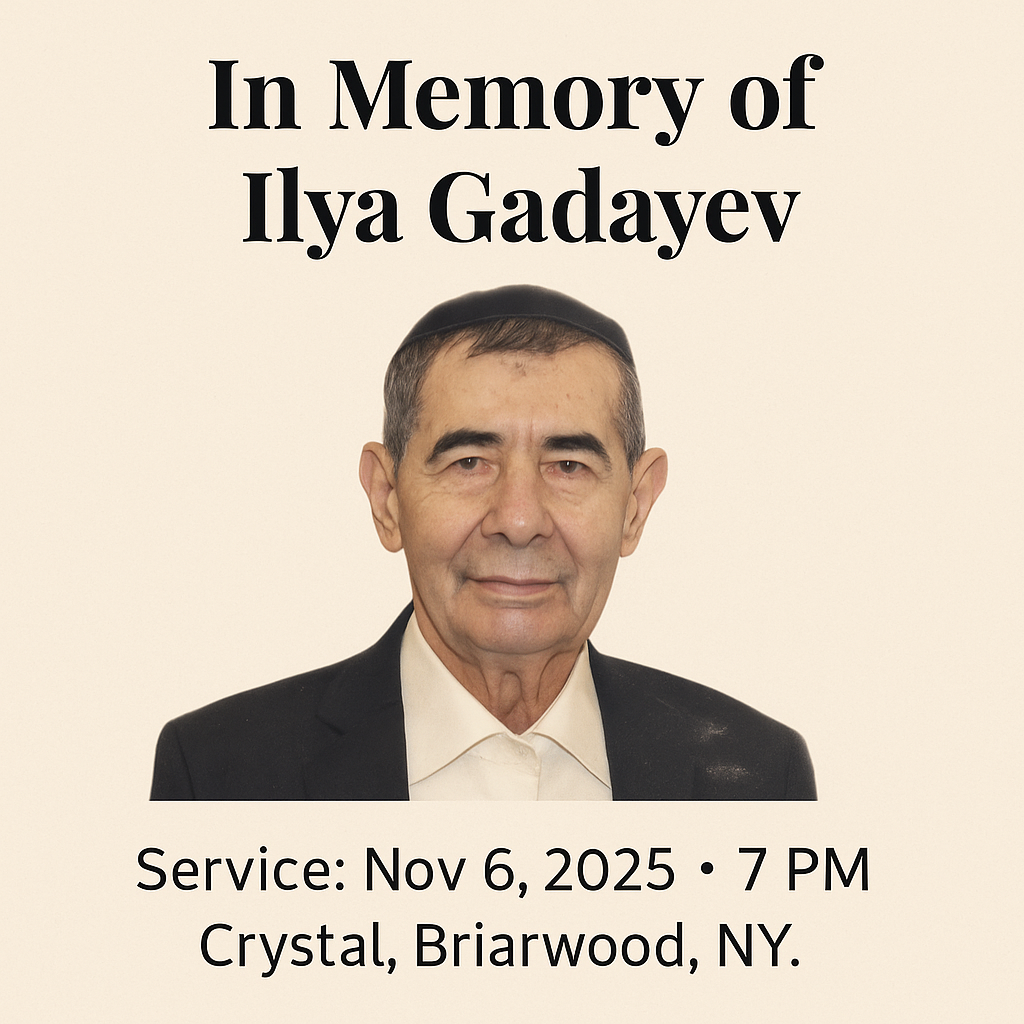 In Memory of
Ilya Gadayev
Service: Nov 6, 2025 • 7 PM
Crystal, Briarwood, NY.